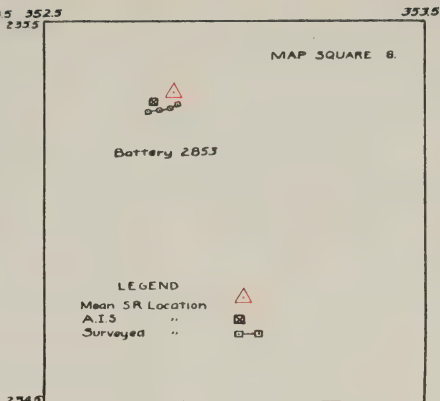 .5 352.5 353.5
2355
MAP SQUARE 8.
Battery 2853
LEGEND
Mean SR Location
A.I.S "
Surveyed "
2345